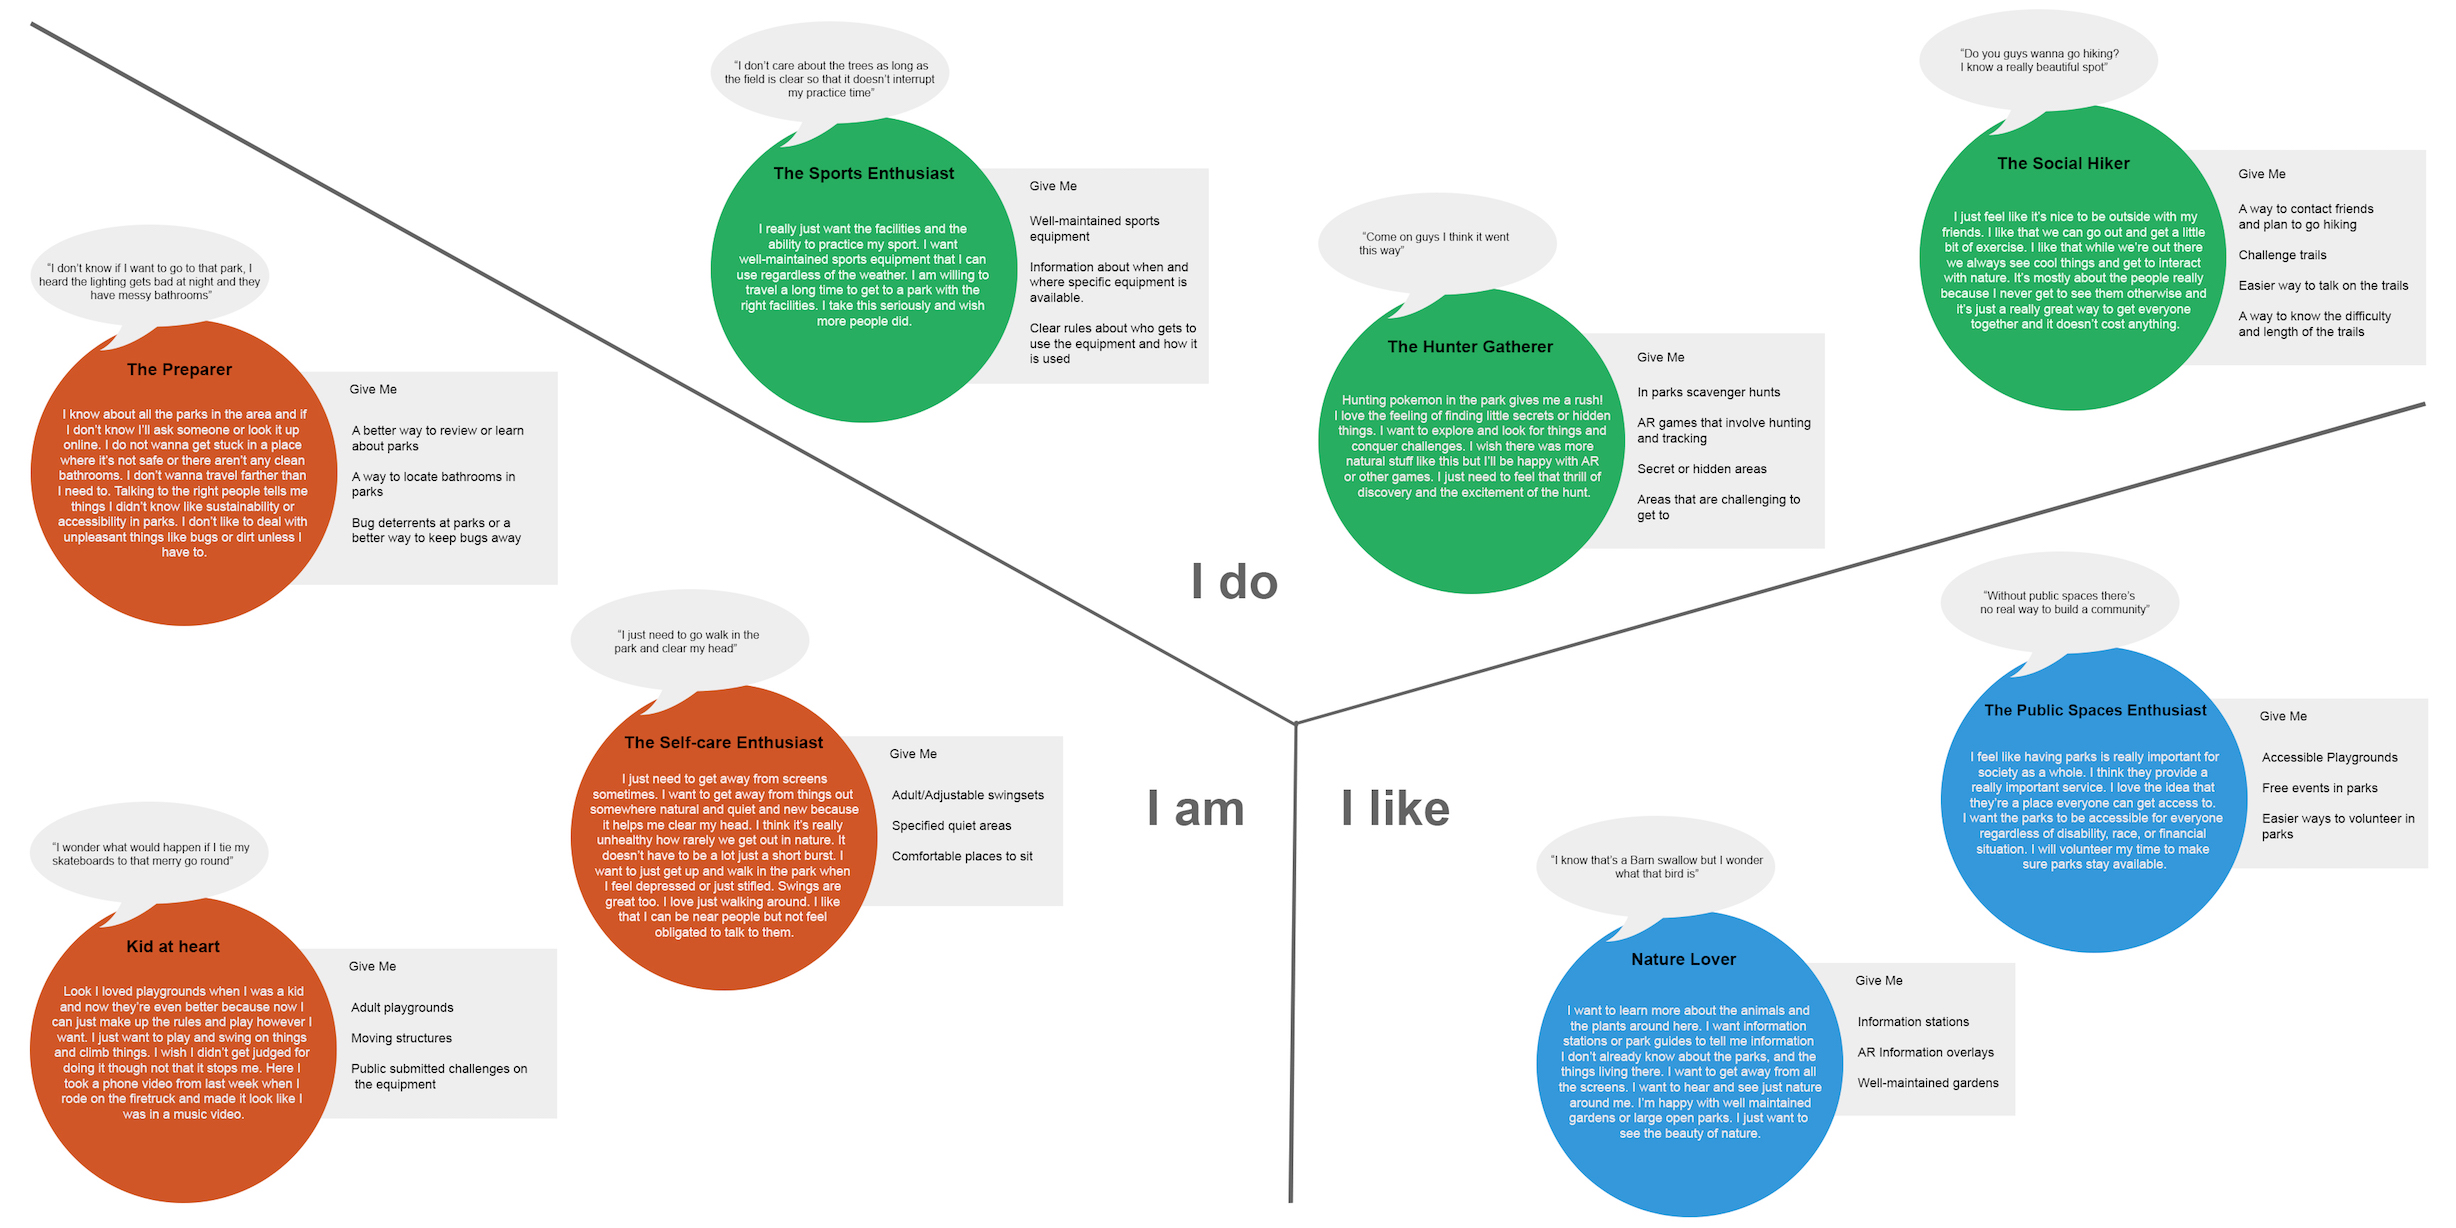 “I don’t care about the trees as long as
the field is clear so that it doesn’t interrupt
my practice time”
The Sports Enthusiast
I really just want the facilities and the
ability to practice my sport. I want
well-maintained sports equipment that I can
use regardless of the weather. I am willing to
travel a long time to get to a park with the
right facilities. I take this seriously and wish
more people did.
Give Me
Well-maintained sports
equipment
Information about when and
where specific equipment is
available.
Clear rules about who gets to
use the equipment and how it
is used
“Come on guys I think it went
this way”
The Hunter Gatherer
Hunting pokemon in the park gives me a rush!
I love the feeling of finding little secrets or hidden
things. I want to explore and look for things and
conquer challenges. I wish there was more
natural stuff like this but I’ll be happy with AR
or other games. I just need to feel that thrill of
discovery and the excitement of the hunt.
Give Me
In parks scavenger hunts
AR games that involve hunting
and tracking
Secret or hidden areas
Areas that are challenging to
get to
“Do you guys wanna go hiking?
I know a really beautiful spot”
The Social Hiker
I just feel like it’s nice to be outside with my
friends. I like that we can go out and get a little
bit of exercise. I like that while we’re out there
we always see cool things and get to interact
with nature. It’s mostly about the people really
because I never get to see them otherwise and
it’s just a really great way to get everyone
together and it doesn’t cost anything.
Give Me
A way to contact friends
and plan to go hiking
Challenge trails
Easier way to talk on the trails
A way to know the difficulty
and length of the trails
I do
“I don’t know if I want to go to that park, I
heard the lighting gets bad at night and they
have messy bathrooms”
The Preparer
I know about all the parks in the area and if
I don’t know I’ll ask someone or look it up
online. I do not wanna get stuck in a place
where it’s not safe or there aren’t any clean
bathrooms. I don’t wanna travel farther than
I need to. Talking to the right people tells me
things I didn’t know like sustainability or
accessibility in parks. I don’t like to deal with
unpleasant things like bugs or dirt unless I
have to.
Give Me
A better way to review or learn
about parks
A way to locate bathrooms in
parks
Bug deterrents at parks or a
better way to keep bugs away
“I just need to go walk in the
park and clear my head”
The Self-care Enthusiast
I just need to get away from screens
sometimes. I want to get away from things out
somewhere natural and quiet and new because
it helps me clear my head. I think it’s really
unhealthy how rarely we get out in nature. It
doesn’t have to be a lot just a short burst. I
want to just get up and walk in the park when
I feel depressed or just stifled. Swings are
great too. I love just walking around. I like
that I can be near people but not feel
obligated to talk to them.
Give Me
Adult/Adjustable swingsets
Specified quiet areas
Comfortable places to sit
“I wonder what would happen if I tie my
skateboards to that merry go round”
Kid at heart
Look I loved playgrounds when I was a kid
and now they’re even better because now I
can just make up the rules and play however I
want. I just want to play and swing on things
and climb things. I wish I didn’t get judged for
doing it though not that it stops me. Here I
took a phone video from last week when I
rode on the firetruck and made it look like I
was in a music video.
Give Me
Adult playgrounds
Moving structures
Public submitted challenges on
the equipment
I am
I like
“Without public spaces there’s
no real way to build a community”
The Public Spaces Enthusiast
I feel like having parks is really important for
society as a whole. I think they provide a
really important service. I love the idea that
they’re a place everyone can get access to.
I want the parks to be accessible for everyone
regardless of disability, race, or financial
situation. I will volunteer my time to make
sure parks stay available.
Give Me
Accessible Playgrounds
Free events in parks
Easier ways to volunteer in
parks
“I know that’s a Barn swallow but I wonder
what that bird is”
Nature Lover
I want to learn more about the animals and
the plants around here. I want information
stations or park guides to tell me information
I don’t already know about the parks, and the
things living there. I want to get away from all
the screens. I want to hear and see just nature
around me. I’m happy with well maintained
gardens or large open parks. I just want to
see the beauty of nature.
Give Me
Information stations
AR Information overlays
Well-maintained gardens